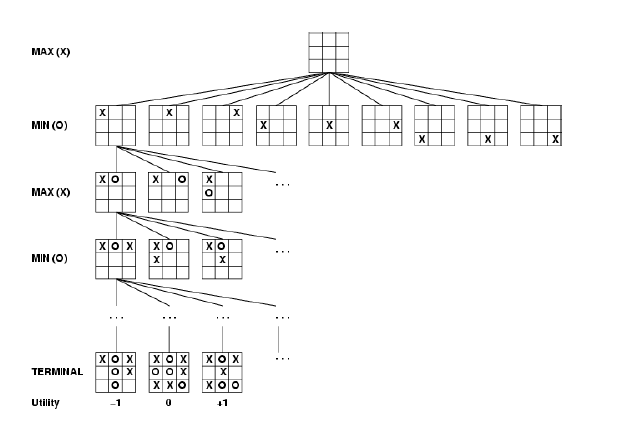 MAX (X)
X X X
MIN (O) X X X
X X X
X O X O X
MAX (X) O
...
X O X X O X O
MIN (O) X X
...
... ... ... ...
X O X X O X X O X
...
TERMINAL O X O O X X
O X X O X O O
Utility –1 0 +1